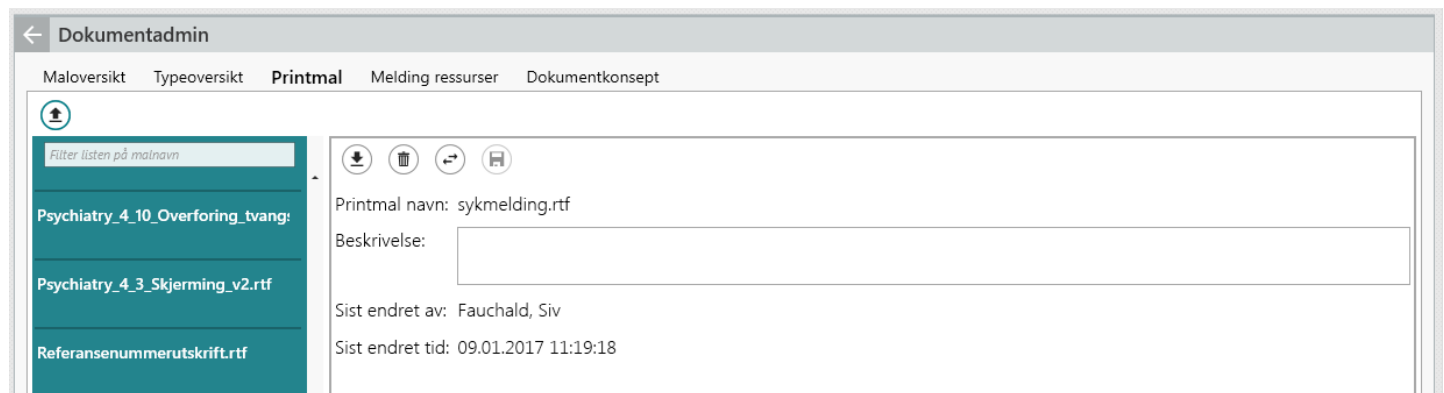 Dokumentadmin
Maloversikt Typeoversikt Printmal Melding ressurser Dokumentkonsept
Filter listen på malnavn
Psychiatry_4_10_Overforing_tvangs
Psychiatry_4_3_Skjerming_v2.rtf
Referansenummerutskrift.rtf
Printmal navn: sykmelding.rtf
Beskrivelse:
Sist endret av: Fauchald, Siv
Sist endret tid: 09.01.2017 11:19:18